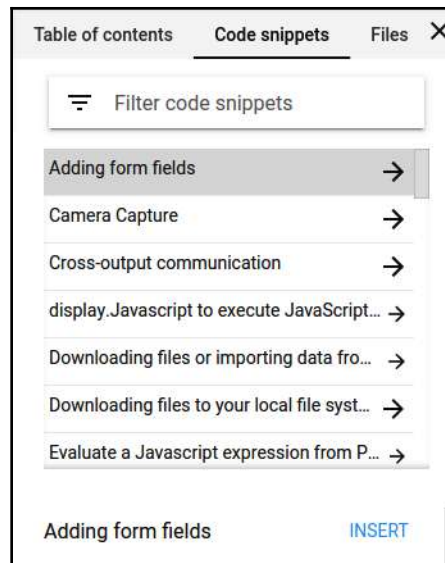 Table of contents Code snippets Files
Filter code snippets
Adding form fields
Camera Capture
Cross-output communication
display.Javascript to execute JavaScript...
Downloading files or importing data fro...
Downloading files to your local file syst...
Evaluate a Javascript expression from P...
Adding form fields INSERT